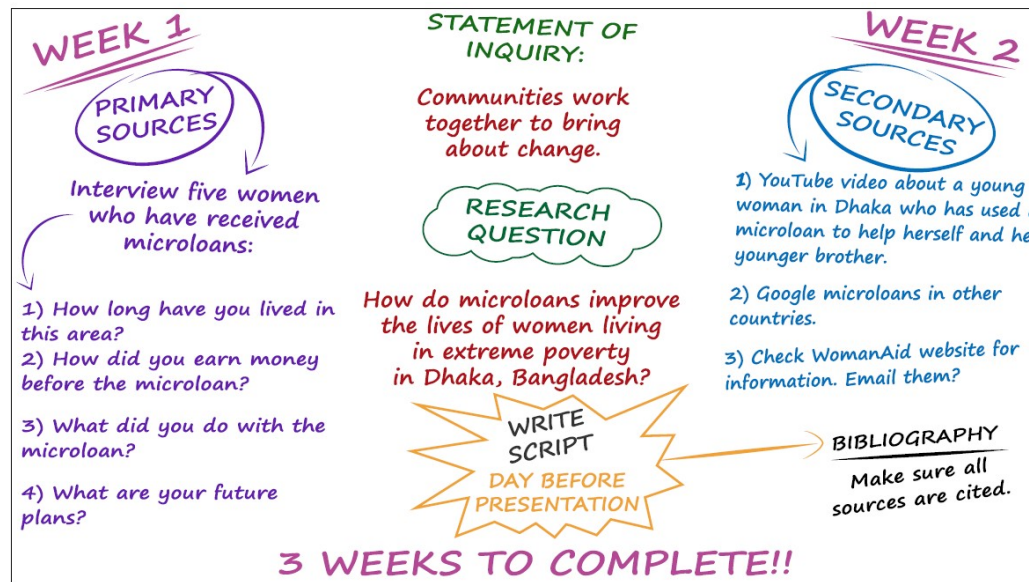 WEEK 1
PRIMARY
SOURCES
Interview five women
who have received
microloans:
1) How long have you lived in
this area?
2) How did you earn money
before the microloan?
3) What did you do with the
microloan?
4) What are your future
plans?
STATEMENT OF
INQUIRY:
Communities work
together to bring
about change.
RESEARCH
QUESTION
How do microloans improve
the lives of women living
in extreme poverty
in Dhaka, Bangladesh?
WRITE
SCRIPT
DAY BEFORE
PRESENTATION
WEEK 2
SECONDARY
SOURCES
1) YouTube video about a young
woman in Dhaka who has used
microloan to help herself and
younger brother.
2) Google microloans in other
countries.
3) Check WomanAid website for
information. Email them?
BIBLIOGRAPHY
Make sure all
sources are cited.
3 WEEKS TO COMPLETE!!